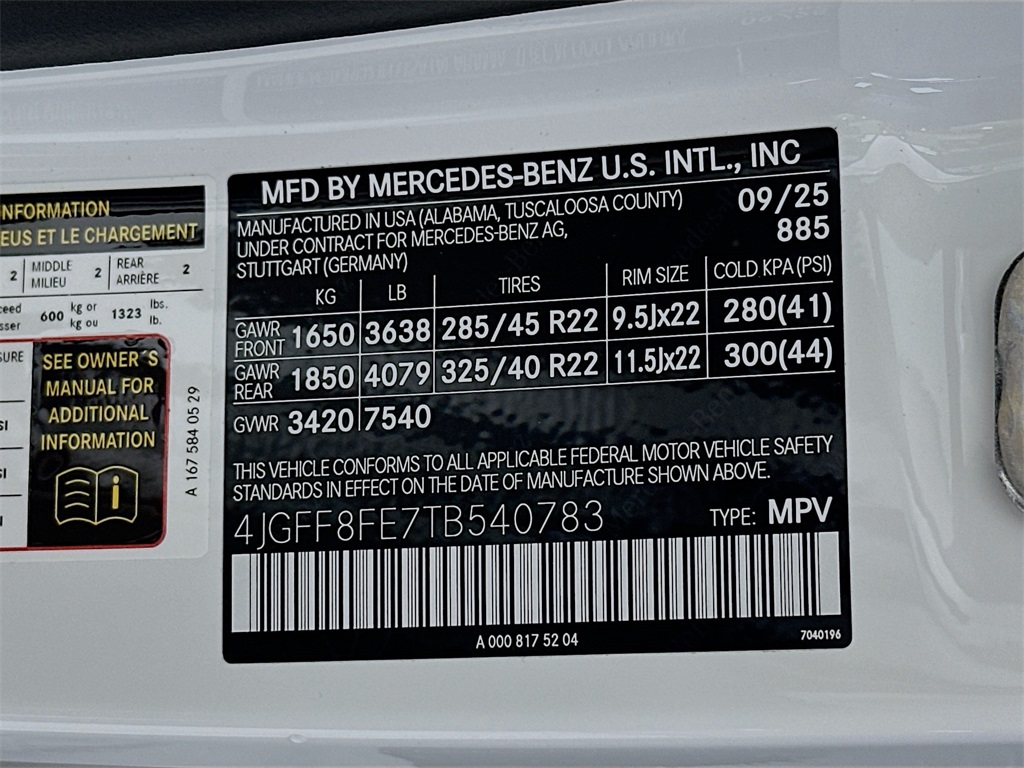 NFORMATION
EUS ET LE CHARGEMENT
2 MIDDLE MILIEU 2 REAR ARRIÈRE 2
ceed sser 600 kg or kg ou 1323 lbs. lb.
SURE
SEE OWNER´S
MANUAL FOR
ADDITIONAL
INFORMATION
i
A 167 584 05 29
MFD BY MERCEDES-BENZ U.S. INTL., INC
MANUFACTURED IN USA (ALABAMA, TUSCALOOSA COUNTY) 09/25
UNDER CONTRACT FOR MERCEDES-BENZ AG, 885
STUTTGART (GERMANY)
KG LB TIRES RIM SIZE COLD KPA (PSI)
GAWR FRONT 1650 3638 285/45 R22 9.5Jx22 280(41)
GAWR REAR 1850 4079 325/40 R22 11.5Jx22 300(44)
GVWR 3420 7540
THIS VEHICLE CONFORMS TO ALL APPLICABLE FEDERAL MOTOR VEHICLE SAFETY
STANDARDS IN EFFECT ON THE DATE OF MANUFACTURE SHOWN ABOVE.
4JGFF8FE7TB540783 TYPE: MPV
A 000 817 52 04 7040196